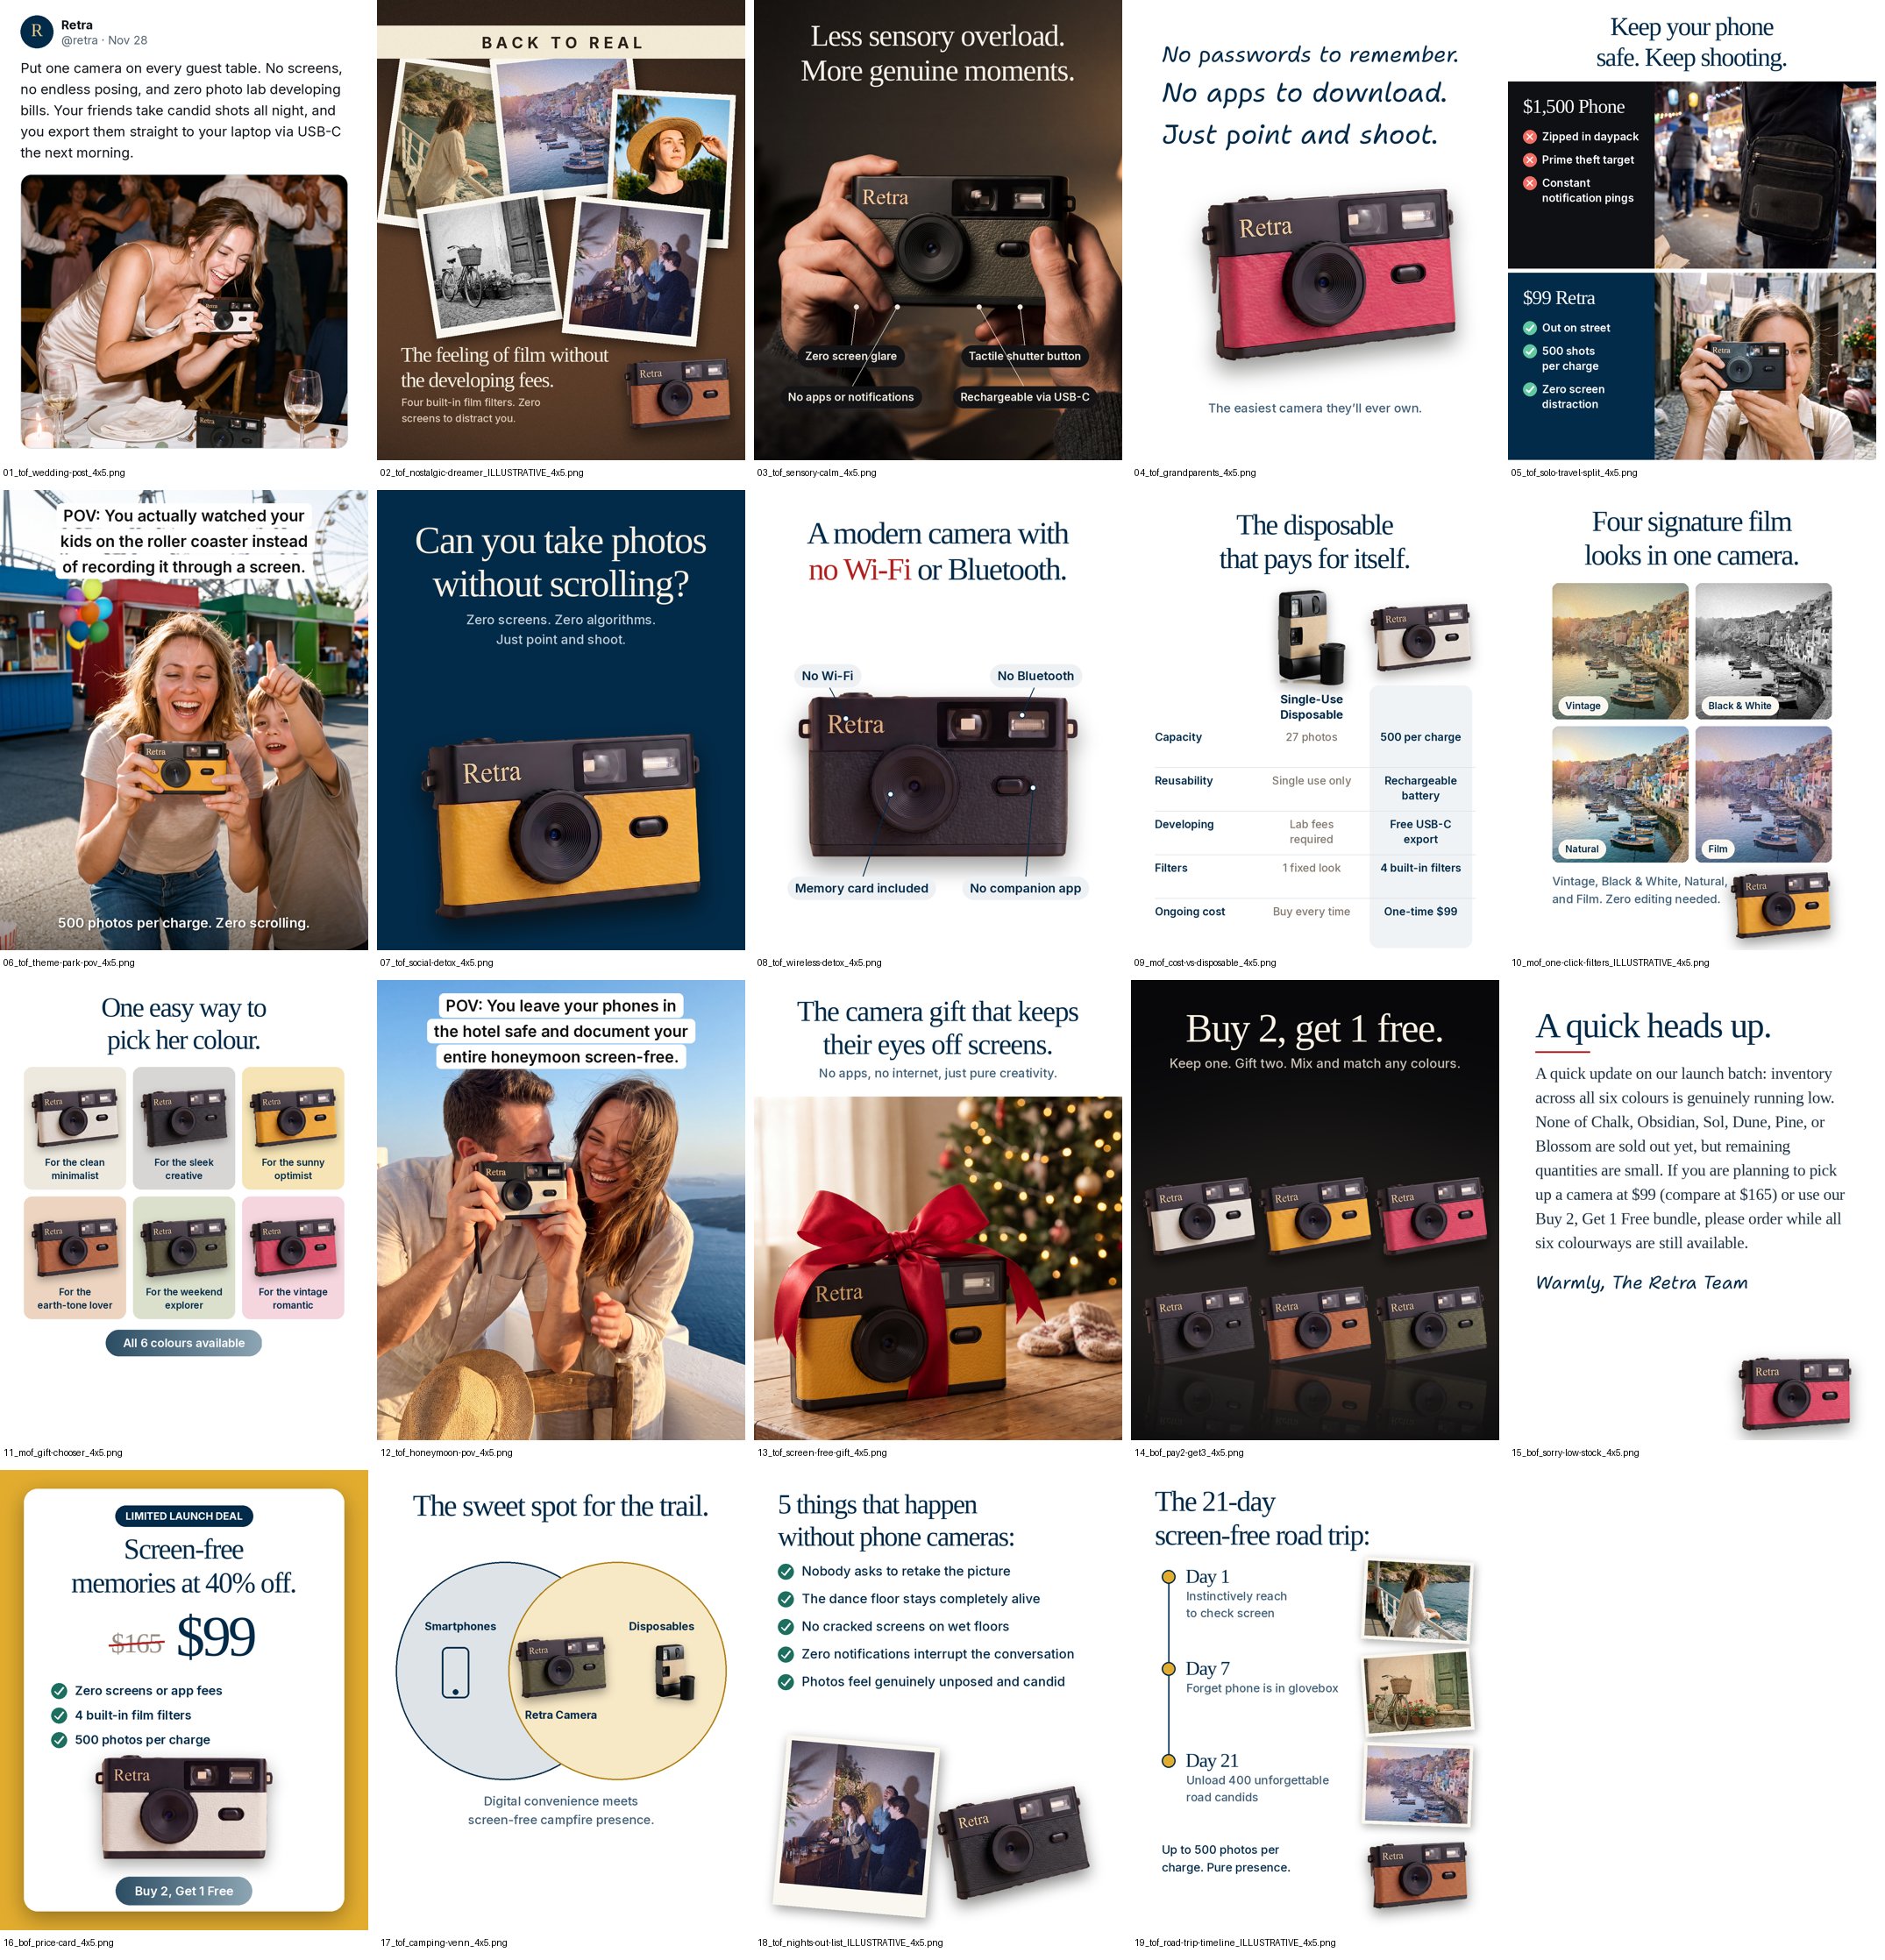 R
Retra
@retra · Nov 28
Put one camera on every guest table. No screens,
no endless posing, and zero photo lab developing
bills. Your friends take candid shots all night, and
you export them straight to your laptop via USB-C
the next morning.
Retra
01_tof_wedding-post_4x5.png
BACK TO REAL
The feeling of film without
the developing fees.
Four built-in film filters. Zero
screens to distract you.
Retra
02_tof_nostalgic-dreamer_ILLUSTRATIVE_4x5.png
Less sensory overload.
More genuine moments.
Retra
Zero screen glare
Tactile shutter button
No apps or notifications
Rechargeable via USB-C
03_tof_sensory-calm_4x5.png
No passwords to remember.
No apps to download.
Just point and shoot.
Retra
The easiest camera they'll ever own.
04_tof_grandparents_4x5.png
Keep your phone
safe. Keep shooting.
$1,500 Phone
Zipped in daypack
Prime theft target
Constant
notification pings
$99 Retra
Out on street
500 shots
per charge
Zero screen
distraction
Retra
05_tof_solo-travel-split_4x5.png
POV: You actually watched your
kids on the roller coaster instead
of recording it through a screen.
Retra
500 photos per charge. Zero scrolling.
06_tof_theme-park-pov_4x5.png
Can you take photos
without scrolling?
Zero screens. Zero algorithms.
Just point and shoot.
Retra
07_tof_social-detox_4x5.png
A modern camera with
no Wi-Fi or Bluetooth.
No Wi-Fi
No Bluetooth
Retra
Memory card included
No companion app
08_tof_wireless-detox_4x5.png
The disposable
that pays for itself.
Retra
Single-Use
Disposable
Capacity
27 photos
500 per charge
Reusability
Single use only
Rechargeable
battery
Developing
Lab fees
required
Free USB-C
export
Filters
1 fixed look
4 built-in filters
Ongoing cost
Buy every time
One-time $99
09_mof_cost-vs-disposable_4x5.png
Four signature film
looks in one camera.
Vintage
Black & White
Natural
Film
Vintage, Black & White, Natural,
and Film. Zero editing needed.
Retra
10_mof_one-click-filters_ILLUSTRATIVE_4x5.png
One easy way to
pick her colour.
Retra
Retra
Retra
For the clean
minimalist
For the sleek
creative
For the sunny
optimist
Retra
Retra
Retra
For the
earth-tone lover
For the weekend
explorer
For the vintage
romantic
All 6 colours available
11_mof_gift-chooser_4x5.png
POV: You leave your phones in
the hotel safe and document your
entire honeymoon screen-free.
Retra
12_tof_honeymoon-pov_4x5.png
The camera gift that keeps
their eyes off screens.
No apps, no internet, just pure creativity.
Retra
13_tof_screen-free-gift_4x5.png
Buy 2, get 1 free.
Keep one. Gift two. Mix and match any colours.
Retra
Retra
Retra
Retra
Retra
Retra
14_bof_pay2-get3_4x5.png
A quick heads up.
A quick update on our launch batch: inventory
across all six colours is genuinely running low.
None of Chalk, Obsidian, Sol, Dune, Pine, or
Blossom are sold out yet, but remaining
quantities are small. If you are planning to pick
up a camera at $99 (compare at $165) or use our
Buy 2, Get 1 Free bundle, please order while all
six colourways are still available.
Warmly, The Retra Team
Retra
15_bof_sorry-low-stock_4x5.png
LIMITED LAUNCH DEAL
Screen-free
memories at 40% off.
$165 $99
Zero screens or app fees
4 built-in film filters
500 photos per charge
Retra
Buy 2, Get 1 Free
16_bof_price-card_4x5.png
The sweet spot for the trail.
Smartphones
Disposables
Retra
Retra Camera
Digital convenience meets
screen-free campfire presence.
17_tof_camping-venn_4x5.png
5 things that happen
without phone cameras:
Nobody asks to retake the picture
The dance floor stays completely alive
No cracked screens on wet floors
Zero notifications interrupt the conversation
Photos feel genuinely unposed and candid
Retra
18_tof_nights-out-list_ILLUSTRATIVE_4x5.png
The 21-day
screen-free road trip:
Day 1
Instinctively reach
to check screen
Day 7
Forget phone is in glovebox
Day 21
Unload 400 unforgettable
road candids
Up to 500 photos per
charge. Pure presence.
Retra
19_tof_road-trip-timeline_ILLUSTRATIVE_4x5.png